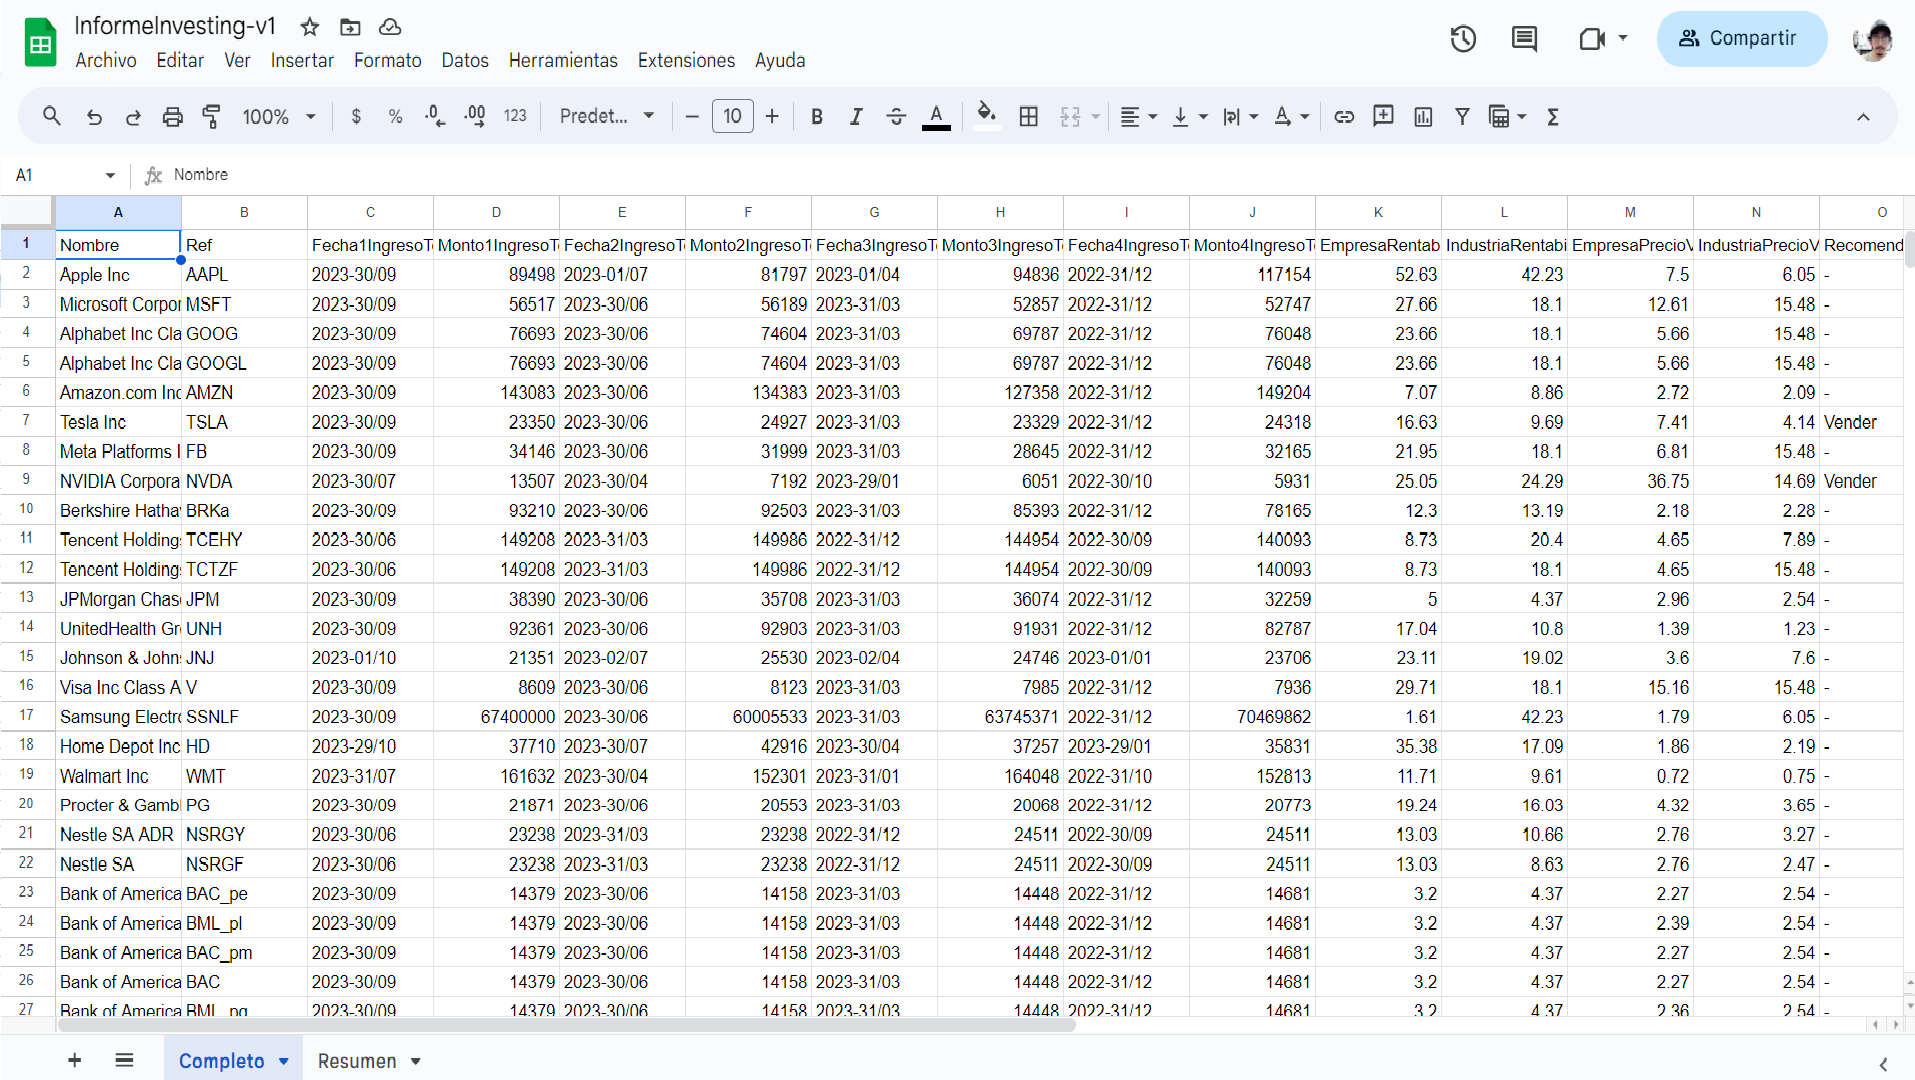 InformeInvesting-v1
Archivo Editar Ver Insertar Formato Datos Herramientas Extensiones Ayuda
Compartir
100% $ % .0 .00 123 Predet... − 10 + B I S A A Σ
A1 fx Nombre
A B C D E F G H I J K L M N O
1 Nombre Ref Fecha1IngresoT Monto1IngresoT Fecha2IngresoT Monto2IngresoT Fecha3IngresoT Monto3IngresoT Fecha4IngresoT Monto4IngresoT EmpresaRentab IndustriaRentabi EmpresaPrecioV IndustriaPrecioV Recomend
2 Apple Inc AAPL 2023-30/09 89498 2023-01/07 81797 2023-01/04 94836 2022-31/12 117154 52.63 42.23 7.5 6.05 -
3 Microsoft Corpor MSFT 2023-30/09 56517 2023-30/06 56189 2023-31/03 52857 2022-31/12 52747 27.66 18.1 12.61 15.48 -
4 Alphabet Inc Cla GOOG 2023-30/09 76693 2023-30/06 74604 2023-31/03 69787 2022-31/12 76048 23.66 18.1 5.66 15.48 -
5 Alphabet Inc Cla GOOGL 2023-30/09 76693 2023-30/06 74604 2023-31/03 69787 2022-31/12 76048 23.66 18.1 5.66 15.48 -
6 Amazon.com Inc AMZN 2023-30/09 143083 2023-30/06 134383 2023-31/03 127358 2022-31/12 149204 7.07 8.86 2.72 2.09 -
7 Tesla Inc TSLA 2023-30/09 23350 2023-30/06 24927 2023-31/03 23329 2022-31/12 24318 16.63 9.69 7.41 4.14 Vender
8 Meta Platforms I FB 2023-30/09 34146 2023-30/06 31999 2023-31/03 28645 2022-31/12 32165 21.95 18.1 6.81 15.48 -
9 NVIDIA Corpora NVDA 2023-30/07 13507 2023-30/04 7192 2023-29/01 6051 2022-30/10 5931 25.05 24.29 36.75 14.69 Vender
10 Berkshire Hatha BRKa 2023-30/09 93210 2023-30/06 92503 2023-31/03 85393 2022-31/12 78165 12.3 13.19 2.18 2.28 -
11 Tencent Holding TCEHY 2023-30/06 149208 2023-31/03 149986 2022-31/12 144954 2022-30/09 140093 8.73 20.4 4.65 7.89 -
12 Tencent Holding TCTZF 2023-30/06 149208 2023-31/03 149986 2022-31/12 144954 2022-30/09 140093 8.73 18.1 4.65 15.48 -
13 JPMorgan Chas JPM 2023-30/09 38390 2023-30/06 35708 2023-31/03 36074 2022-31/12 32259 5 4.37 2.96 2.54 -
14 UnitedHealth Gr UNH 2023-30/09 92361 2023-30/06 92903 2023-31/03 91931 2022-31/12 82787 17.04 10.8 1.39 1.23 -
15 Johnson & John JNJ 2023-01/10 21351 2023-02/07 25530 2023-02/04 24746 2023-01/01 23706 23.11 19.02 3.6 7.6 -
16 Visa Inc Class A V 2023-30/09 8609 2023-30/06 8123 2023-31/03 7985 2022-31/12 7936 29.71 18.1 15.16 15.48 -
17 Samsung Electr SSNLF 2023-30/09 67400000 2023-30/06 60005533 2023-31/03 63745371 2022-31/12 70469862 1.61 42.23 1.79 6.05 -
18 Home Depot Inc HD 2023-29/10 37710 2023-30/07 42916 2023-30/04 37257 2023-29/01 35831 35.38 17.09 1.86 2.19 -
19 Walmart Inc WMT 2023-31/07 161632 2023-30/04 152301 2023-31/01 164048 2022-31/10 152813 11.71 9.61 0.72 0.75 -
20 Procter & Gambl PG 2023-30/09 21871 2023-30/06 20553 2023-31/03 20068 2022-31/12 20773 19.24 16.03 4.32 3.65 -
21 Nestle SA ADR NSRGY 2023-30/06 23238 2023-31/03 23238 2022-31/12 24511 2022-30/09 24511 13.03 10.66 2.76 3.27 -
22 Nestle SA NSRGF 2023-30/06 23238 2023-31/03 23238 2022-31/12 24511 2022-30/09 24511 13.03 8.63 2.76 2.47 -
23 Bank of America BAC_pe 2023-30/09 14379 2023-30/06 14158 2023-31/03 14448 2022-31/12 14681 3.2 4.37 2.27 2.54 -
24 Bank of America BML_pl 2023-30/09 14379 2023-30/06 14158 2023-31/03 14448 2022-31/12 14681 3.2 4.37 2.39 2.54 -
25 Bank of America BAC_pm 2023-30/09 14379 2023-30/06 14158 2023-31/03 14448 2022-31/12 14681 3.2 4.37 2.27 2.54 -
26 Bank of America BAC 2023-30/09 14379 2023-30/06 14158 2023-31/03 14448 2022-31/12 14681 3.2 4.37 2.27 2.54 -
27 Bank of America BML_pg 2023-30/09 14379 2023-30/06 14158 2023-31/03 14448 2022-31/12 14681 3.2 4.37 2.36 2.54 -
+ Completo Resumen